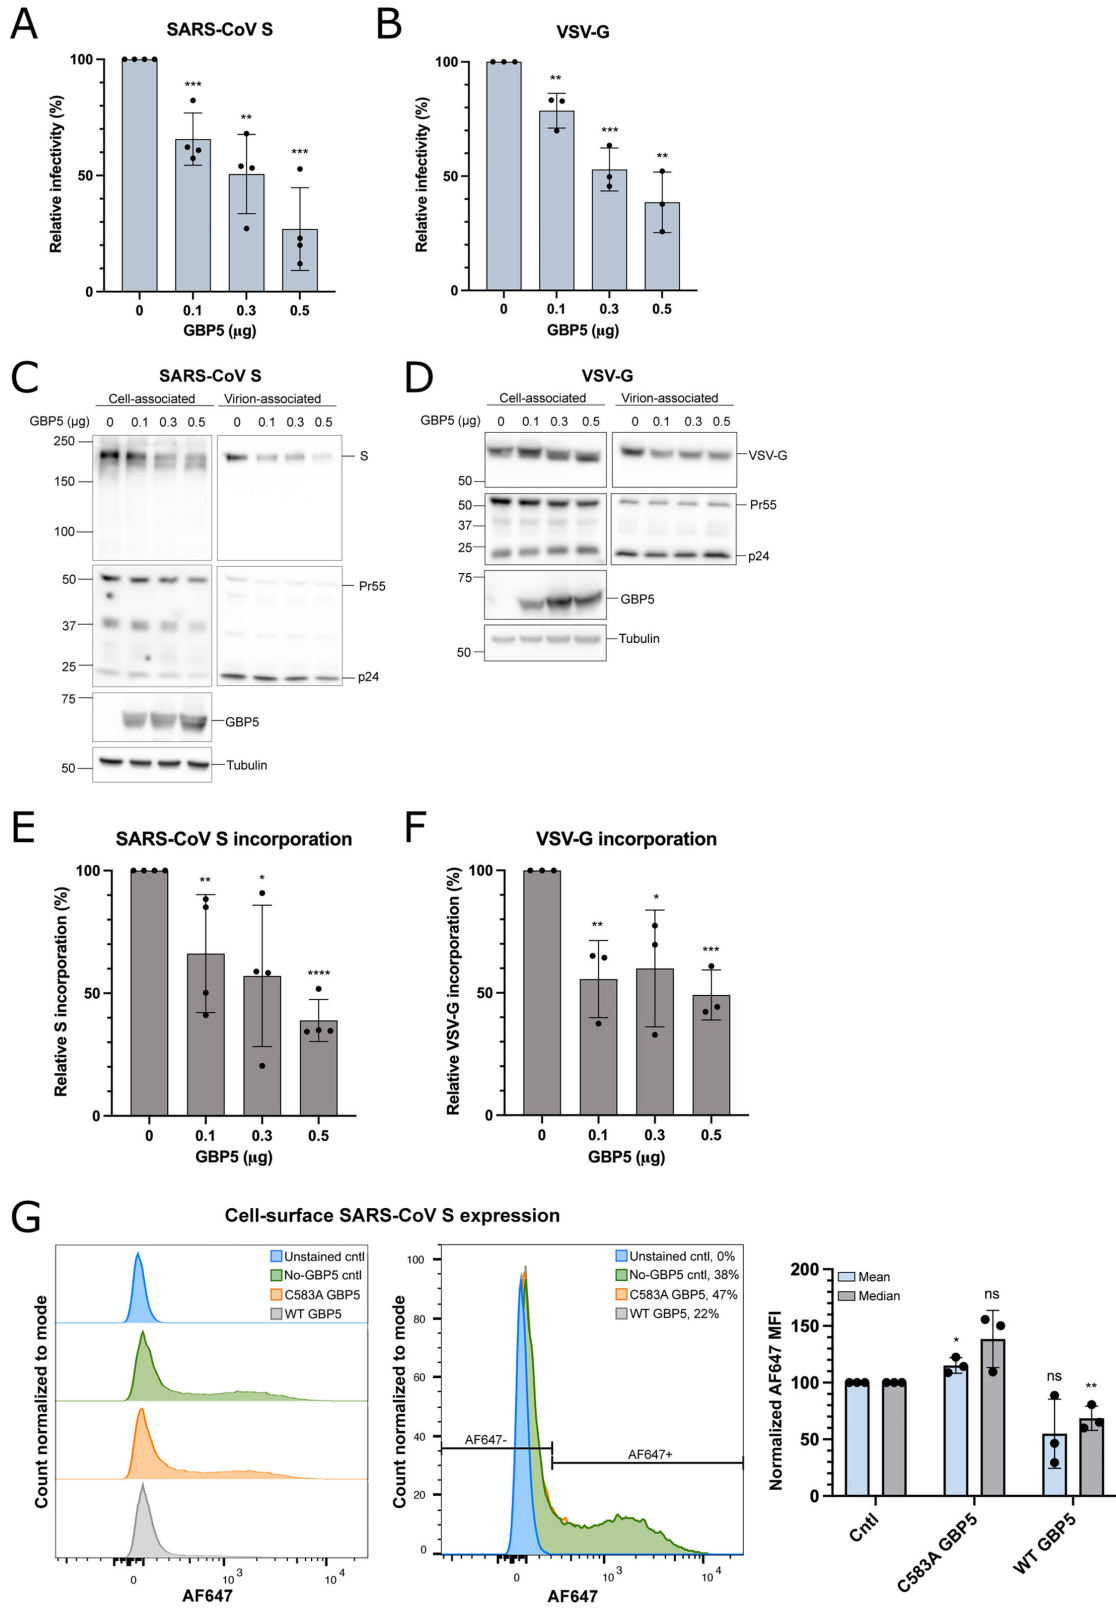 A
SARS-CoV S
Relative infectivity (%)
100
50
0
***
**
***
0 0.1 0.3 0.5
GBP5 (µg)
B
VSV-G
Relative infectivity (%)
100
50
0
**
***
**
0 0.1 0.3 0.5
GBP5 (µg)
C
SARS-CoV S
Cell-associated Virion-associated
GBP5 (µg) 0 0.1 0.3 0.5 0 0.1 0.3 0.5
250
150
100
S
50
37
25
Pr55
p24
75
GBP5
50
Tubulin
D
VSV-G
Cell-associated Virion-associated
GBP5 (µg) 0 0.1 0.3 0.5 0 0.1 0.3 0.5
VSV-G
50
50
37
25
Pr55
p24
75
GBP5
50
Tubulin
E
SARS-CoV S incorporation
Relative S incorporation (%)
100
50
0
**
*
****
0 0.1 0.3 0.5
GBP5 (µg)
F
VSV-G incorporation
Relative VSV-G incorporation (%)
100
50
0
**
*
***
0 0.1 0.3 0.5
GBP5 (µg)
G
Cell-surface SARS-CoV S expression
Count normalized to mode
Unstained cntl
No-GBP5 cntl
C583A GBP5
WT GBP5
0 10³ 10⁴
AF647
Count normalized to mode
100
80
60
40
20
0
Unstained cntl, 0%
No-GBP5 cntl, 38%
C583A GBP5, 47%
WT GBP5, 22%
AF647-
AF647+
0 10³ 10⁴
AF647
Normalized AF647 MFI
200
150
100
50
0
Mean
Median
*
ns
ns
**
Cntl
C583A GBP5
WT GBP5